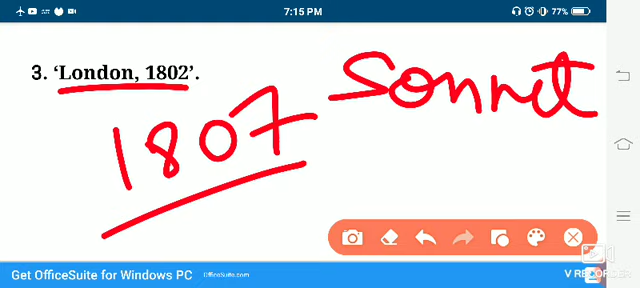 7:15 PM
77%
3. ‘London, 1802’.
Sonnet
1807
Get OfficeSuite for Windows PC
OfficeSuite.com
V RECORDER